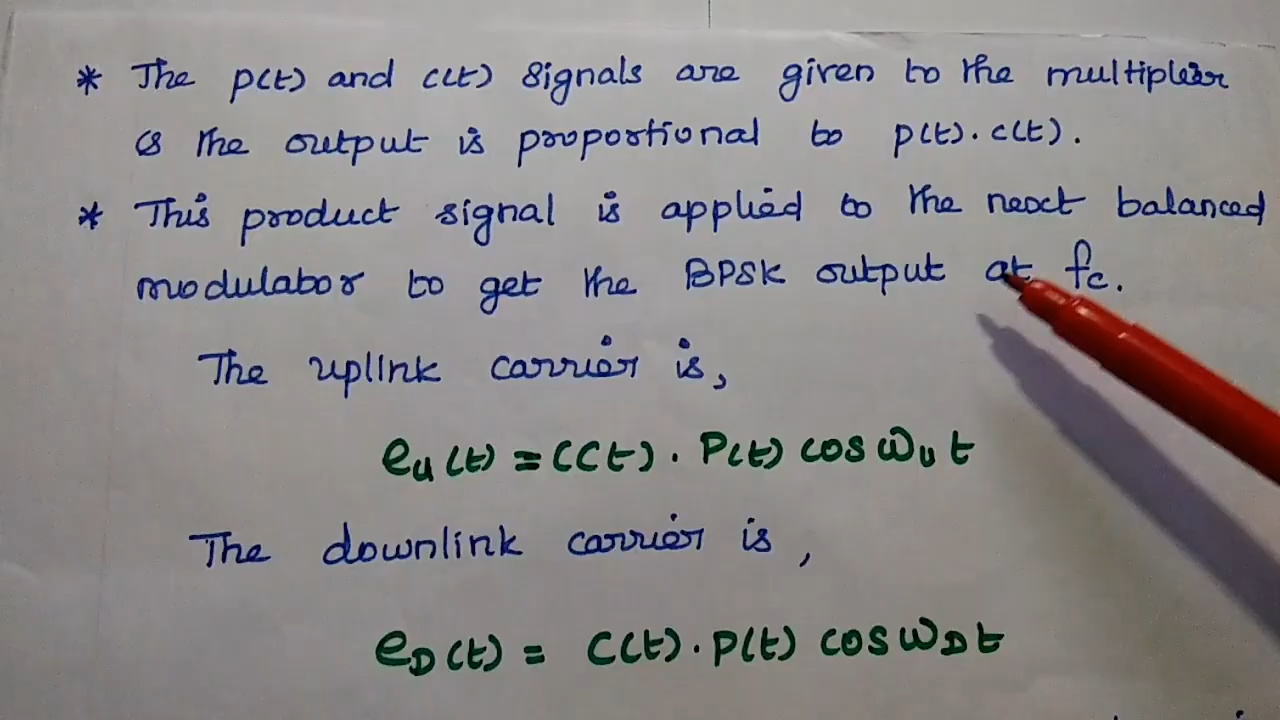 * The p(t) and c(t) signals are given to the multiplier
& the output is proportional to p(t).c(t).
* This product signal is applied to the next balanced
modulator to get the BPSK output at fc.
The uplink carrier is,
eu(t) = c(t) . P(t) cos ωu t
The downlink carrier is,
eD(t) = c(t) . p(t) cos ωD t